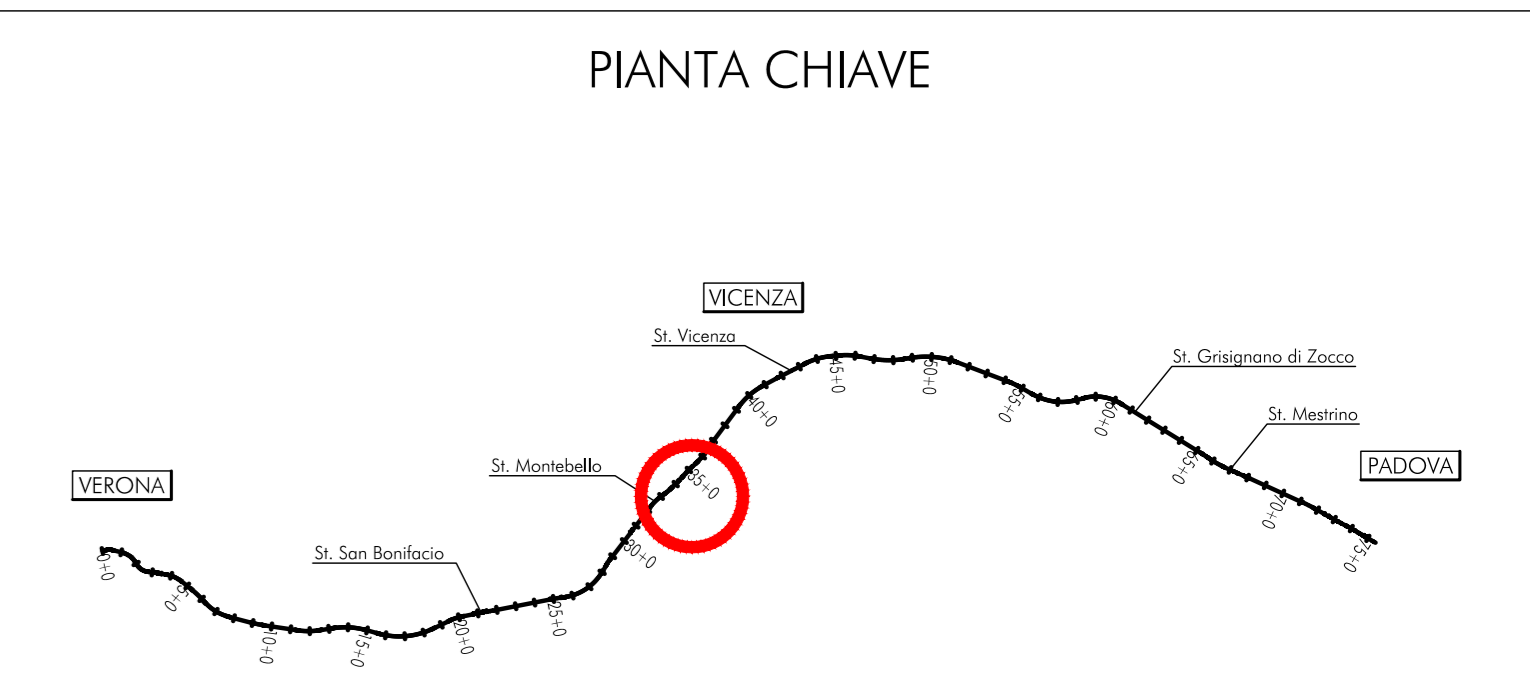 PIANTA CHIAVE
VICENZA
St. Vicenza
St. Grisignano di Zocco
St. Mestrino
St. Montebello
PADOVA
VERONA
St. San Bonifacio
0+0
5+0
10+0
15+0
20+0
25+0
30+0
35+0
40+0
45+0
50+0
55+0
60+0
65+0
70+0
75+0